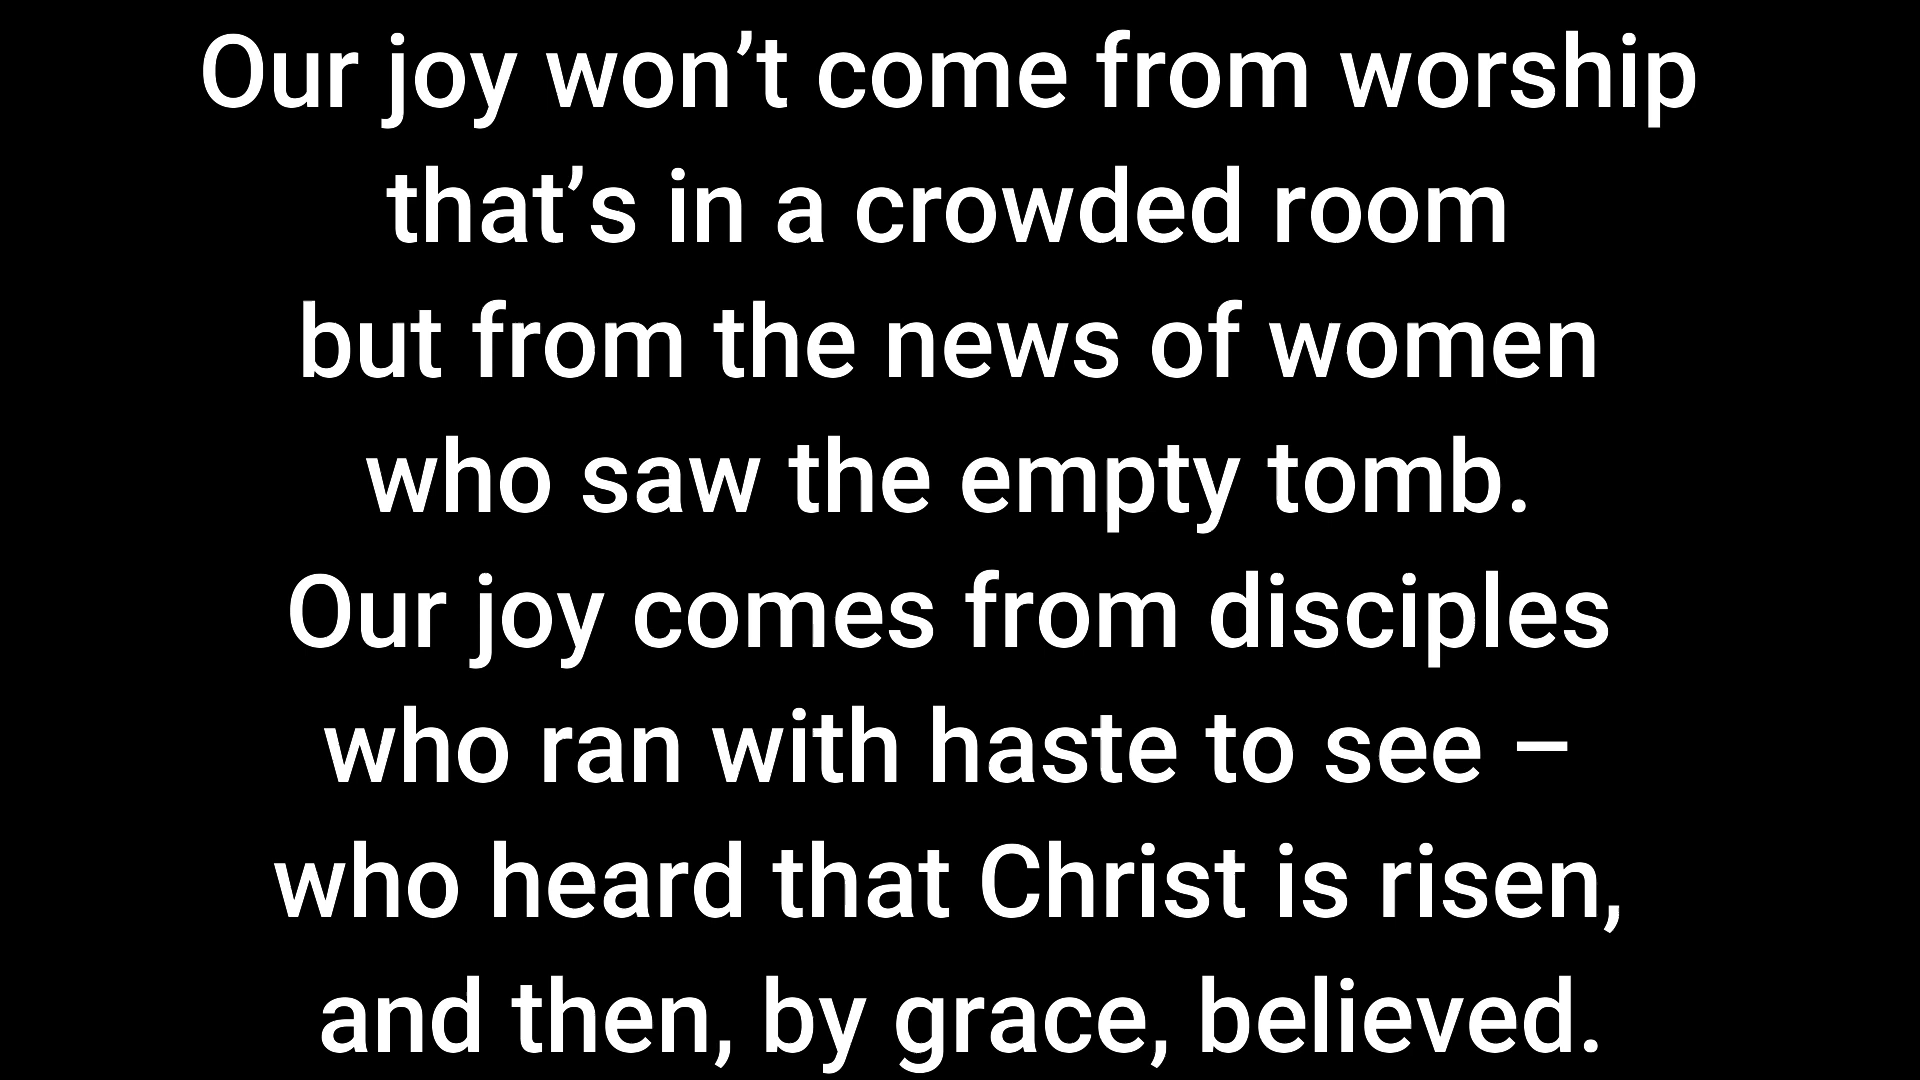 Our joy won’t come from worship
that’s in a crowded room
but from the news of women
who saw the empty tomb.
Our joy comes from disciples
who ran with haste to see –
who heard that Christ is risen,
and then, by grace, believed.